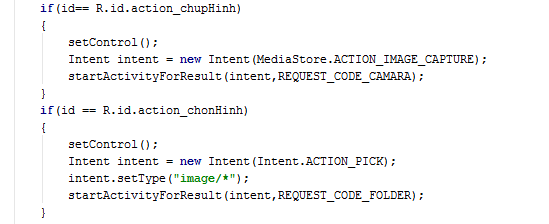 if(id== R.id.action_chupHinh)
{
setControl();
Intent intent = new Intent(MediaStore.ACTION_IMAGE_CAPTURE);
startActivityForResult(intent,REQUEST_CODE_CAMARA);
}
if(id == R.id.action_chonHinh)
{
setControl();
Intent intent = new Intent(Intent.ACTION_PICK);
intent.setType("image/*");
startActivityForResult(intent,REQUEST_CODE_FOLDER);
}